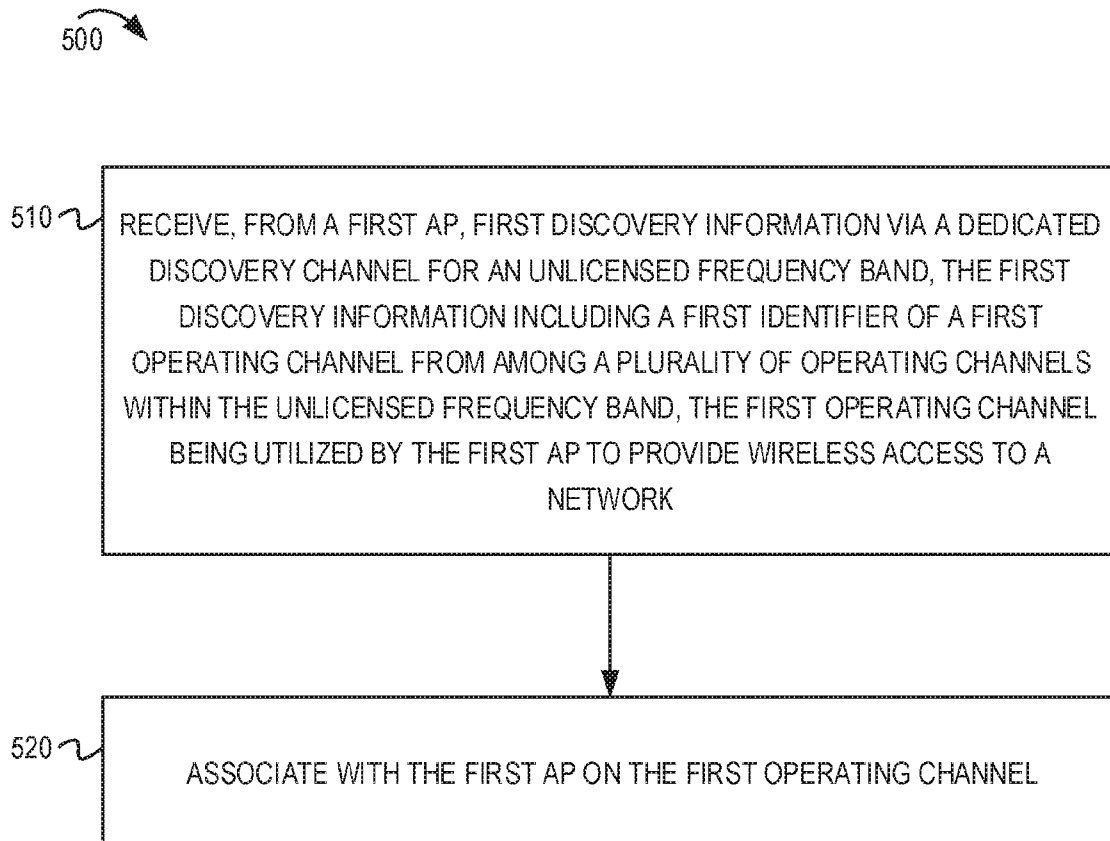 500
510
RECEIVE, FROM A FIRST AP, FIRST DISCOVERY INFORMATION VIA A DEDICATED
DISCOVERY CHANNEL FOR AN UNLICENSED FREQUENCY BAND, THE FIRST
DISCOVERY INFORMATION INCLUDING A FIRST IDENTIFIER OF A FIRST
OPERATING CHANNEL FROM AMONG A PLURALITY OF OPERATING CHANNELS
WITHIN THE UNLICENSED FREQUENCY BAND, THE FIRST OPERATING CHANNEL
BEING UTILIZED BY THE FIRST AP TO PROVIDE WIRELESS ACCESS TO A
NETWORK
520
ASSOCIATE WITH THE FIRST AP ON THE FIRST OPERATING CHANNEL